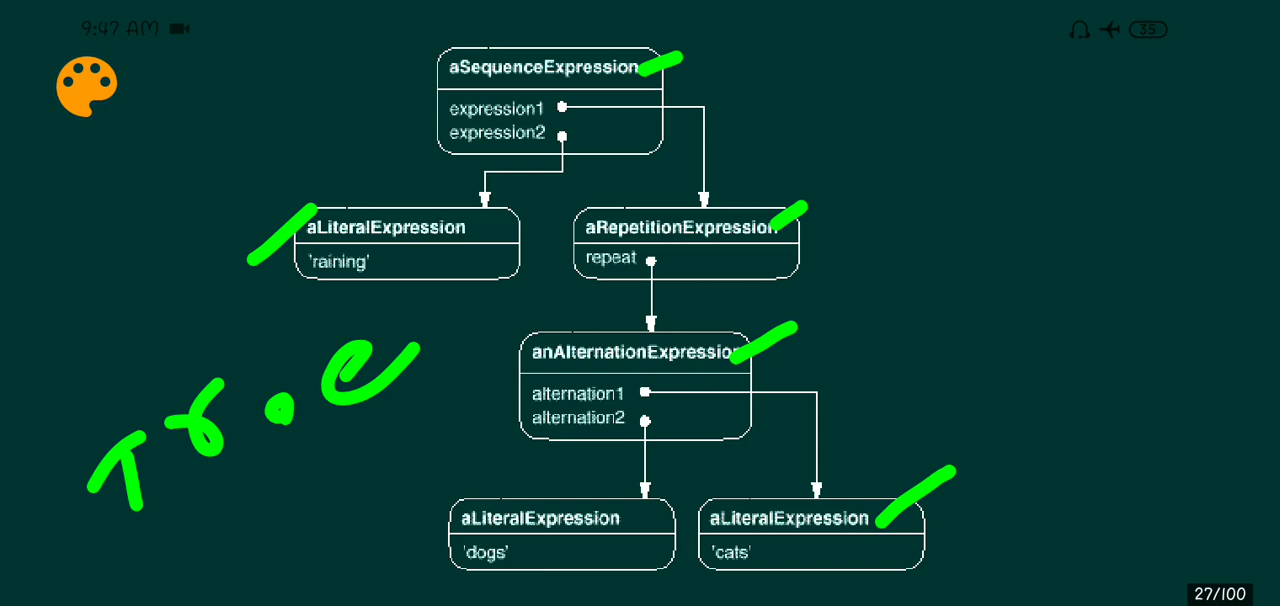 9:47 AM
35
aSequenceExpression
expression1
expression2
aLiteralExpression
'raining'
aRepetitionExpression
repeat
anAlternationExpression
alternation1
alternation2
aLiteralExpression
'dogs'
aLiteralExpression
'cats'
27/100